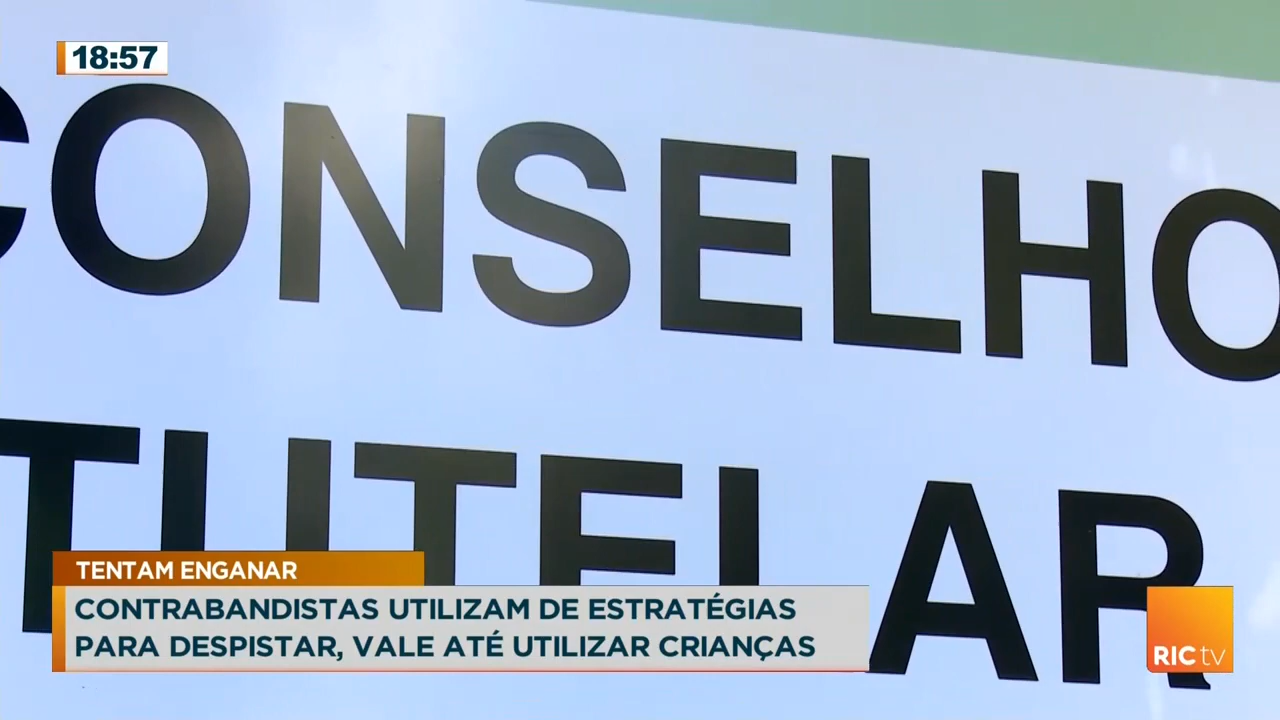 18:57
CONSELHO
TUTELAR
TENTAM ENGANAR
CONTRABANDISTAS UTILIZAM DE ESTRATÉGIAS
PARA DESPISTAR, VALE ATÉ UTILIZAR CRIANÇAS
RIC tv